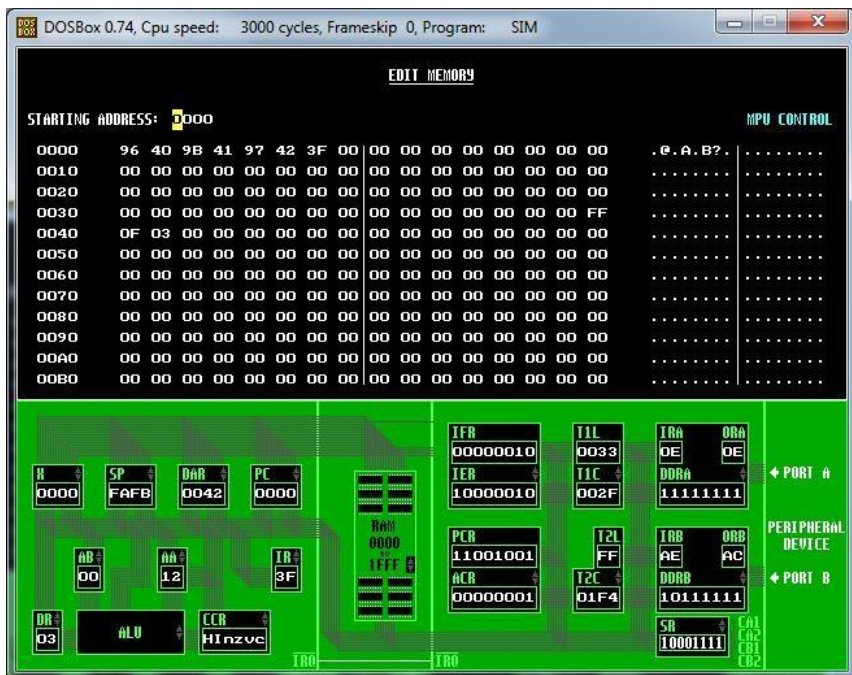 DOSBox 0.74, Cpu speed: 3000 cycles, Frameskip 0, Program: SIM
EDIT MEMORY
STARTING ADDRESS: 0000 MPU CONTROL
0000 96 40 9B 41 97 42 3F 00 00 00 00 00 00 00 00 00 .@.A.B?. ........
0010 00 00 00 00 00 00 00 00 00 00 00 00 00 00 00 00 ........ ........
0020 00 00 00 00 00 00 00 00 00 00 00 00 00 00 00 00 ........ ........
0030 00 00 00 00 00 00 00 00 00 00 00 00 00 00 00 FF ........ ........
0040 0F 03 00 00 00 00 00 00 00 00 00 00 00 00 00 00 ........ ........
0050 00 00 00 00 00 00 00 00 00 00 00 00 00 00 00 00 ........ ........
0060 00 00 00 00 00 00 00 00 00 00 00 00 00 00 00 00 ........ ........
0070 00 00 00 00 00 00 00 00 00 00 00 00 00 00 00 00 ........ ........
0080 00 00 00 00 00 00 00 00 00 00 00 00 00 00 00 00 ........ ........
0090 00 00 00 00 00 00 00 00 00 00 00 00 00 00 00 00 ........ ........
00A0 00 00 00 00 00 00 00 00 00 00 00 00 00 00 00 00 ........ ........
00B0 00 00 00 00 00 00 00 00 00 00 00 00 00 00 00 00 ........ ........
IFR T1L IRA ORA
00000010 0033 0E 0E
X SP DAR PC IER T1C DDRA ← PORT A
0000 FAFB 0042 0000 10000010 002F 11111111
RAM
0000
to
1FFF
PCR T2L IRB ORB PERIPHERAL
DEVICE
11001001 FF AE AC
AB AA IR ACR T2C DDRB ← PORT B
00 12 3F 00000001 01F4 10111111
DR ALU CCR SR CA1
03 HInzvc 10001111 CA2
CB1
IRQ IRQ CB2